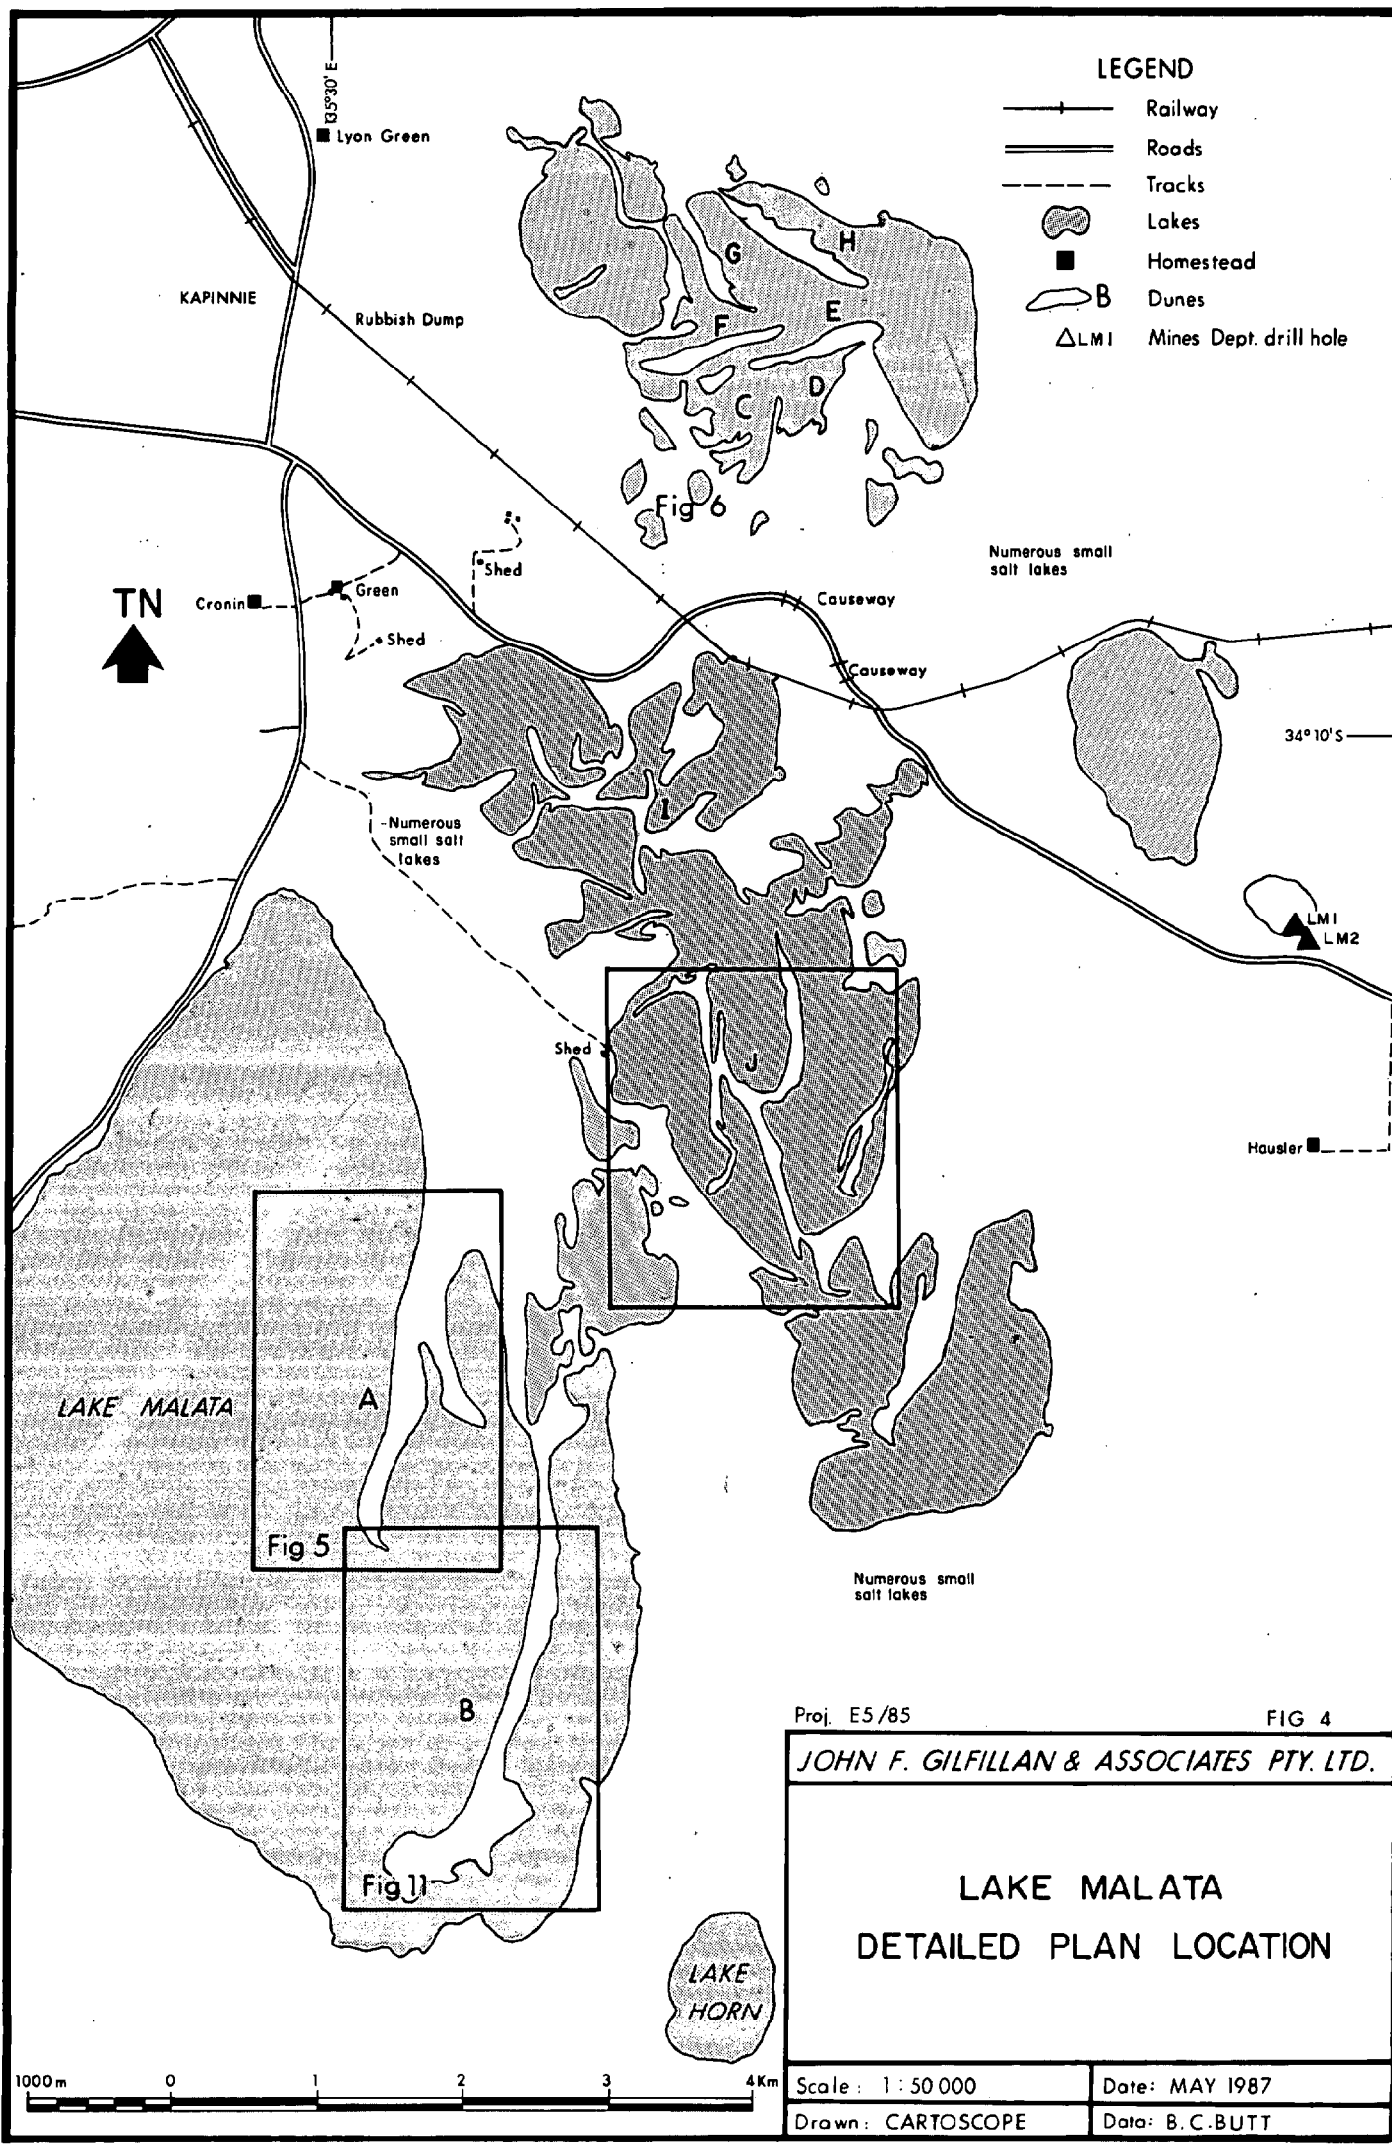 LEGEND
Railway
Roads
Tracks
Lakes
Homestead
B Dunes
LM1 Mines Dept. drill hole
135°30' E
Lyon Green
KAPINNIE
Rubbish Dump
G
H
E
F
D
C
Fig 6
Numerous small
salt lakes
TN
Cronin
Green
Shed
Shed
Causeway
Causeway
34°10'S
I
Numerous
small salt
lakes
LM1
LM2
Shed
J
Hausler
LAKE MALATA
A
Fig 5
B
Fig 11
Numerous small
salt lakes
LAKE
HORN
Proj. E5/85 FIG 4
JOHN F. GILFILLAN & ASSOCIATES PTY. LTD.
LAKE MALATA
DETAILED PLAN LOCATION
Scale: 1:50 000
Date: MAY 1987
Drawn: CARTOSCOPE
Data: B.C.BUTT
1000m 0 1 2 3 4Km